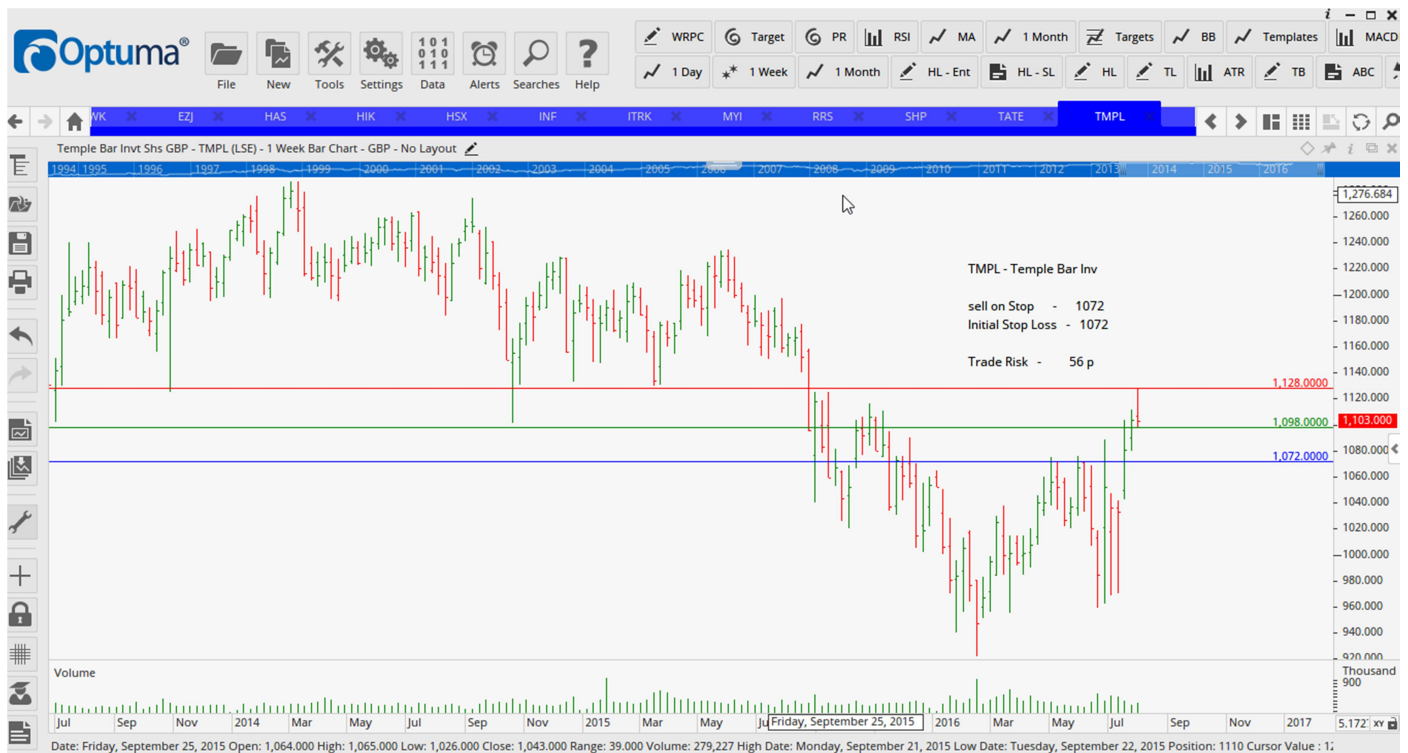 Optuma®
File New Tools Settings Data Alerts Searches Help
WRPC Target PR RSI MA 1 Month Targets BB Templates MACD
1 Day 1 Week 1 Month HL - Ent HL - SL HL TL ATR TB ABC
WK EZJ HAS HIK HSX INF ITRK MYI RRS SHP TATE TMPL
Temple Bar Invt Shs GBP - TMPL (LSE) - 1 Week Bar Chart - GBP - No Layout
1994 1995 1996 1997 1998 1999 2000 2001 2002 2003 2004 2005 2006 2007 2008 2009 2010 2011 2012 2013 2014 2015 2016
1,276.684
1260.000
1240.000
TMPL - Temple Bar Inv
1220.000
sell on Stop - 1072
1200.000
Initial Stop Loss - 1072
1180.000
1160.000
Trade Risk - 56 p
1140.000
1,128.0000
1120.000
1,098.0000
1,103.000
1080.000
1,072.0000
1060.000
1040.000
1020.000
1000.000
980.000
960.000
940.000
920.000
Volume
Thousand
900
Jul Sep Nov 2014 Mar May Jul Sep Nov 2015 Mar May Ju Friday, September 25, 2015 2016 Mar May Jul Sep Nov 2017 5.172 XY
Date: Friday, September 25, 2015 Open: 1,064.000 High: 1,065.000 Low: 1,026.000 Close: 1,043.000 Range: 39.000 Volume: 279,227 High Date: Monday, September 21, 2015 Low Date: Tuesday, September 22, 2015 Position: 1110 Cursor Value : 12